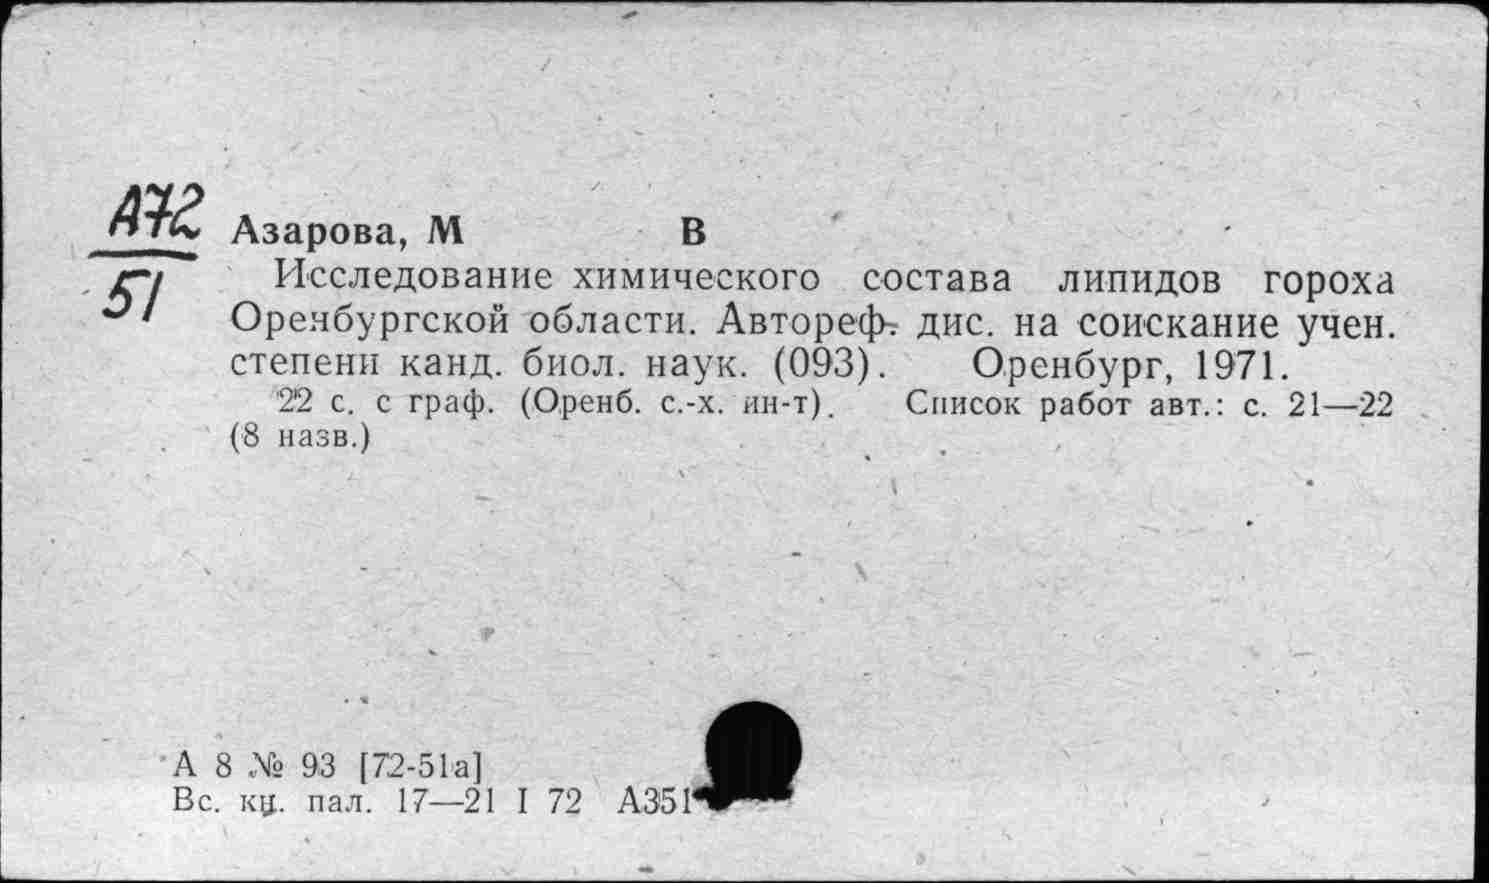 А72
51
Азарова, М В
Исследование химического состава липидов гороха
Оренбургской области. Автореф. дис. на соискание учен.
степени канд. биол. наук. (093). Оренбург, 1971.
22 с. с граф. (Оренб. с.-х. ин-т). Список работ авт.: с. 21—22
(8 назв.)
А 8 № 93 [72-51а]
Вс. кн. пал. 17—21 I 72 А351